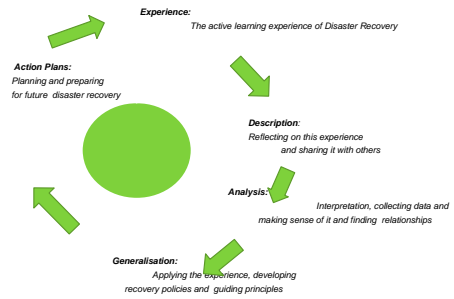 Experience:
The active learning experience of Disaster Recovery
Action Plans:
Planning and preparing
for future disaster recovery
Description:
Reflecting on this experience
and sharing it with others
Analysis:
Interpretation, collecting data and
making sense of it and finding relationships
Generalisation:
Applying the experience, developing
recovery policies and guiding principles